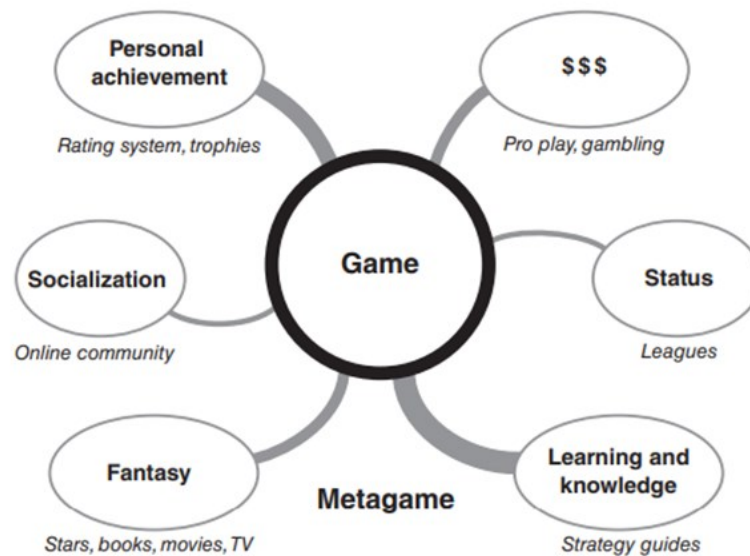 Personal
achievement
Rating system, trophies
$$$
Pro play, gambling
Game
Socialization
Online community
Status
Leagues
Fantasy
Stars, books, movies, TV
Metagame
Learning and
knowledge
Strategy guides